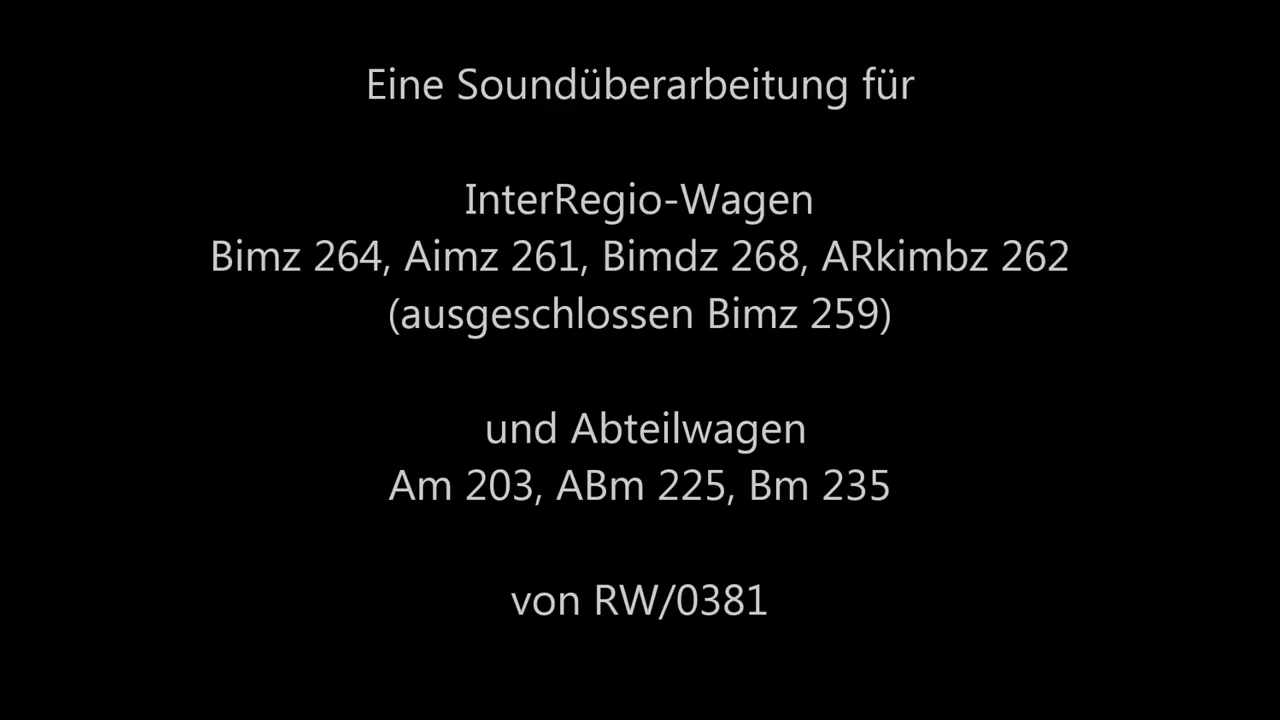 Eine Soundüberarbeitung für
InterRegio-Wagen
Bimz 264, Aimz 261, Bimdz 268, ARkimbz 262
(ausgeschlossen Bimz 259)
und Abteilwagen
Am 203, ABm 225, Bm 235
von RW/0381